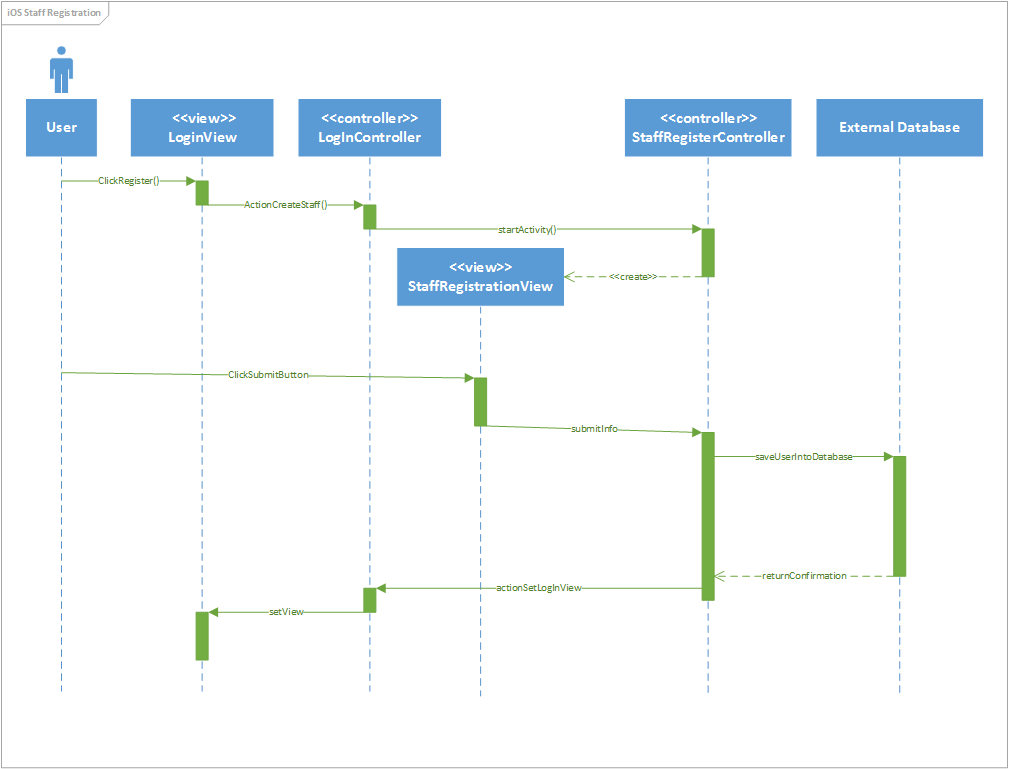 iOS Staff Registration
User
<<view>>
LoginView
<<controller>>
LogInController
<<controller>>
StaffRegisterController
External Database
ClickRegister()
ActionCreateStaff()
startActivity()
<<view>>
StaffRegistrationView
<<create>>
ClickSubmitButton
submitInfo
saveUserIntoDatabase
returnConfirmation
actionSetLogInView
setView